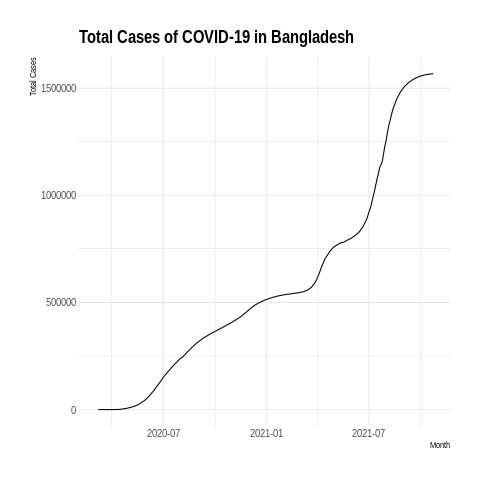 Total Cases of COVID-19 in Bangladesh
Total Cases
1500000
1000000
500000
0
2020-07 2021-01 2021-07
Month